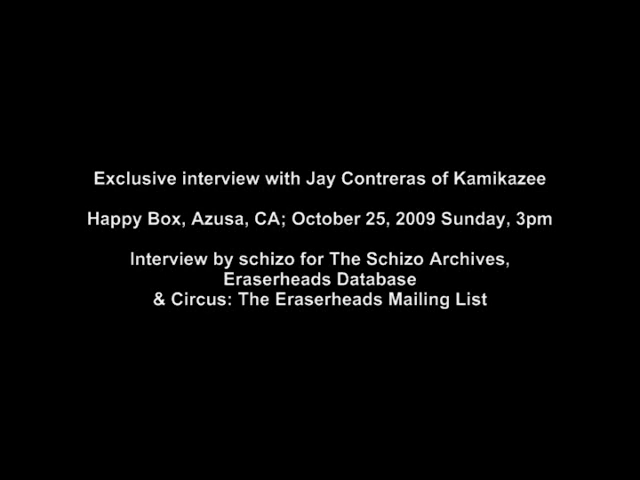 Exclusive interview with Jay Contreras of Kamikazee
Happy Box, Azusa, CA; October 25, 2009 Sunday, 3pm
Interview by schizo for The Schizo Archives,
Eraserheads Database
& Circus: The Eraserheads Mailing List